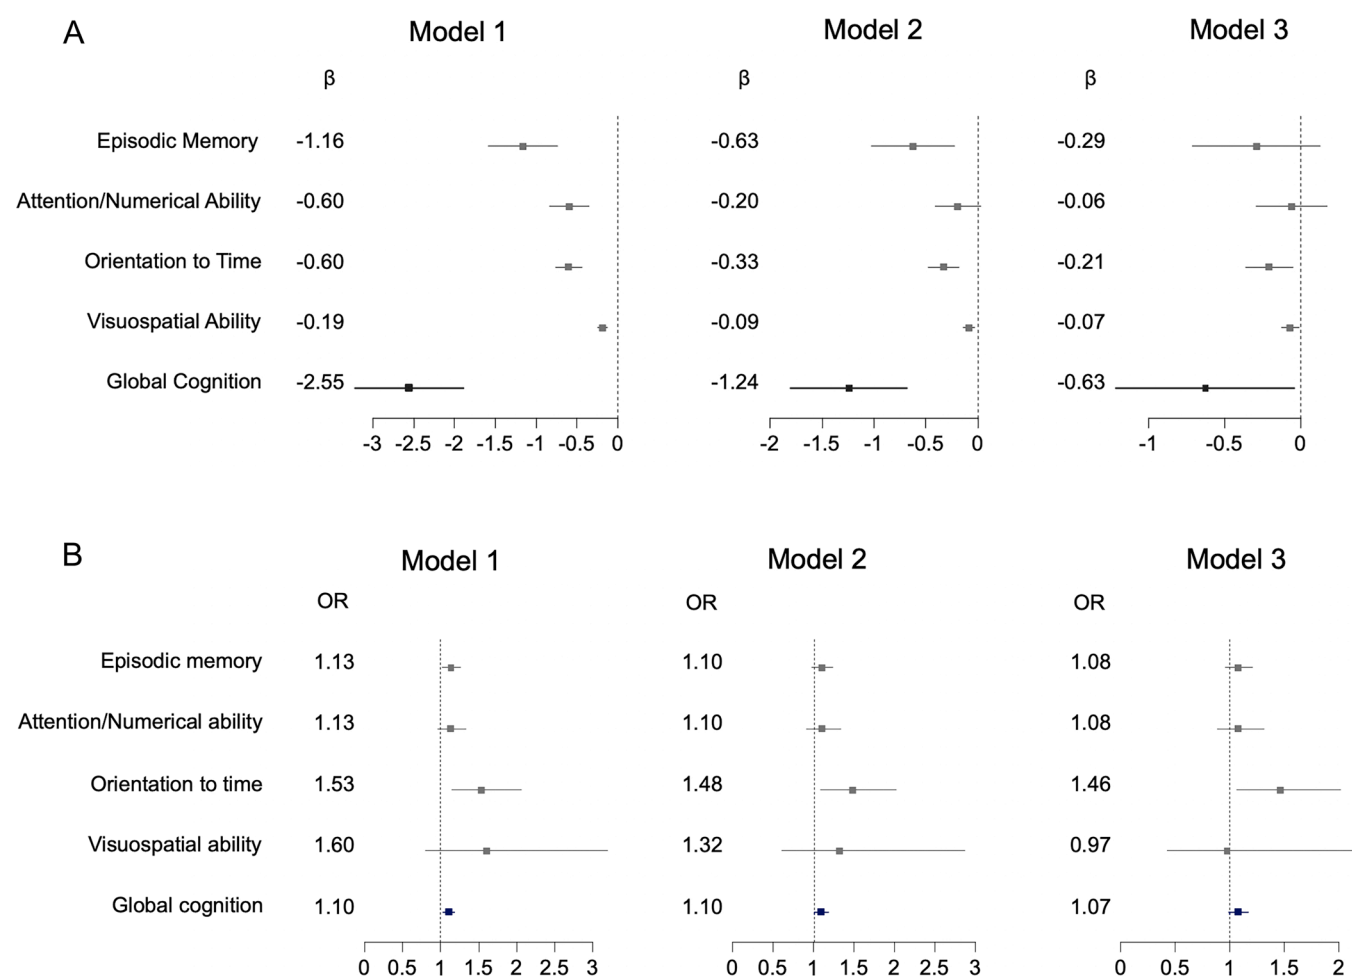 A
Model 1
Model 2
Model 3
β
β
β
Episodic Memory -1.16 -0.63 -0.29
Attention/Numerical Ability -0.60 -0.20 -0.06
Orientation to Time -0.60 -0.33 -0.21
Visuospatial Ability -0.19 -0.09 -0.07
Global Cognition -2.55 -1.24 -0.63
-3 -2.5 -2 -1.5 -1 -0.5 0
-2 -1.5 -1 -0.5 0
-1 -0.5 0
B
Model 1
Model 2
Model 3
OR
OR
OR
Episodic memory 1.13 1.10 1.08
Attention/Numerical ability 1.13 1.10 1.08
Orientation to time 1.53 1.48 1.46
Visuospatial ability 1.60 1.32 0.97
Global cognition 1.10 1.10 1.07
0 0.5 1 1.5 2 2.5 3
0 0.5 1 1.5 2 2.5 3
0 0.5 1 1.5 2